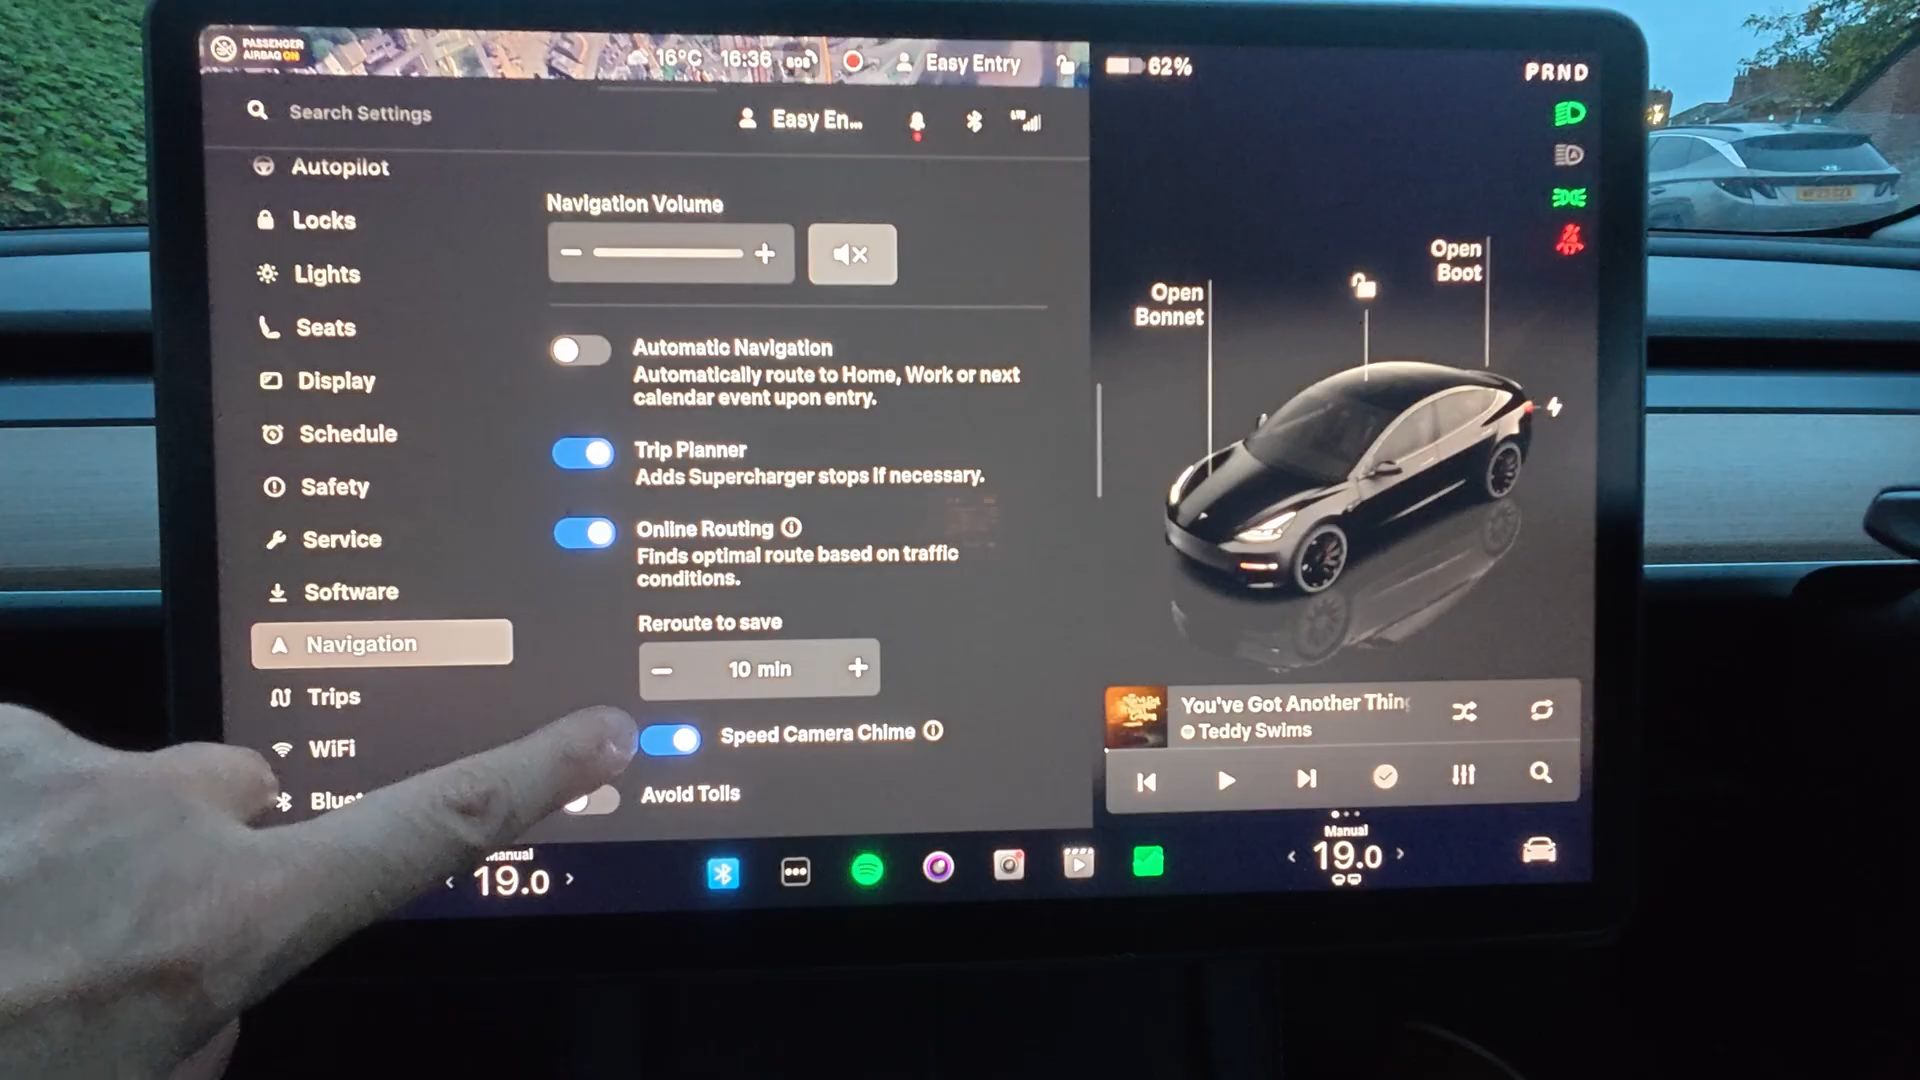 PASSENGER
AIRBAG ON
16°C
16:36
SOS
Easy Entry
62%
PRND
Search Settings
Easy En...
LTE
Autopilot
Locks
Lights
Seats
Display
Schedule
Safety
Service
Software
Navigation
Trips
WiFi
Navigation Volume
Automatic Navigation
Automatically route to Home, Work or next
calendar event upon entry.
Trip Planner
Adds Supercharger stops if necessary.
Online Routing
Finds optimal route based on traffic
conditions.
Reroute to save
10 min
Speed Camera Chime
Avoid Tolls
Open
Bonnet
Open
Boot
You've Got Another Thin
Teddy Swims
Manual
19.0
Manual
19.0